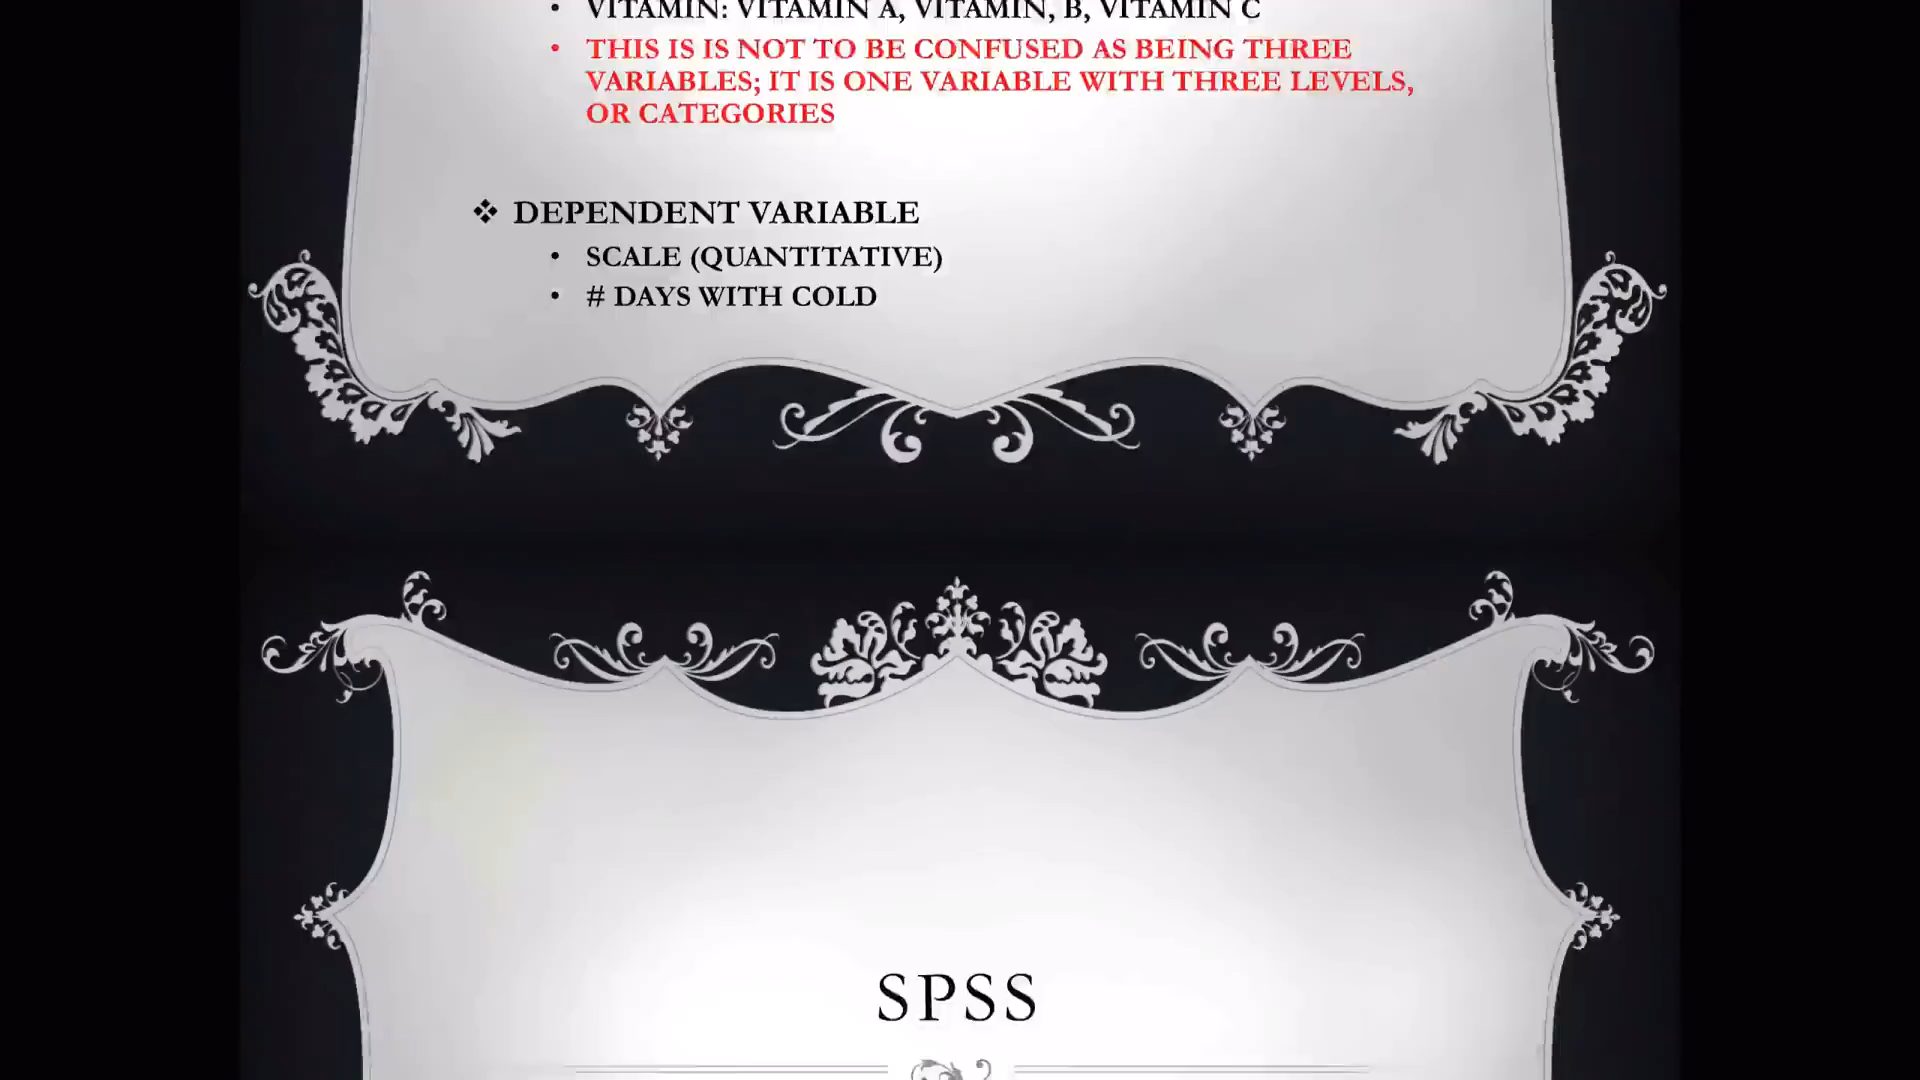 • VITAMIN: VITAMIN A, VITAMIN, B, VITAMIN C
• THIS IS IS NOT TO BE CONFUSED AS BEING THREE
VARIABLES; IT IS ONE VARIABLE WITH THREE LEVELS,
OR CATEGORIES
❖ DEPENDENT VARIABLE
• SCALE (QUANTITATIVE)
• # DAYS WITH COLD
SPSS